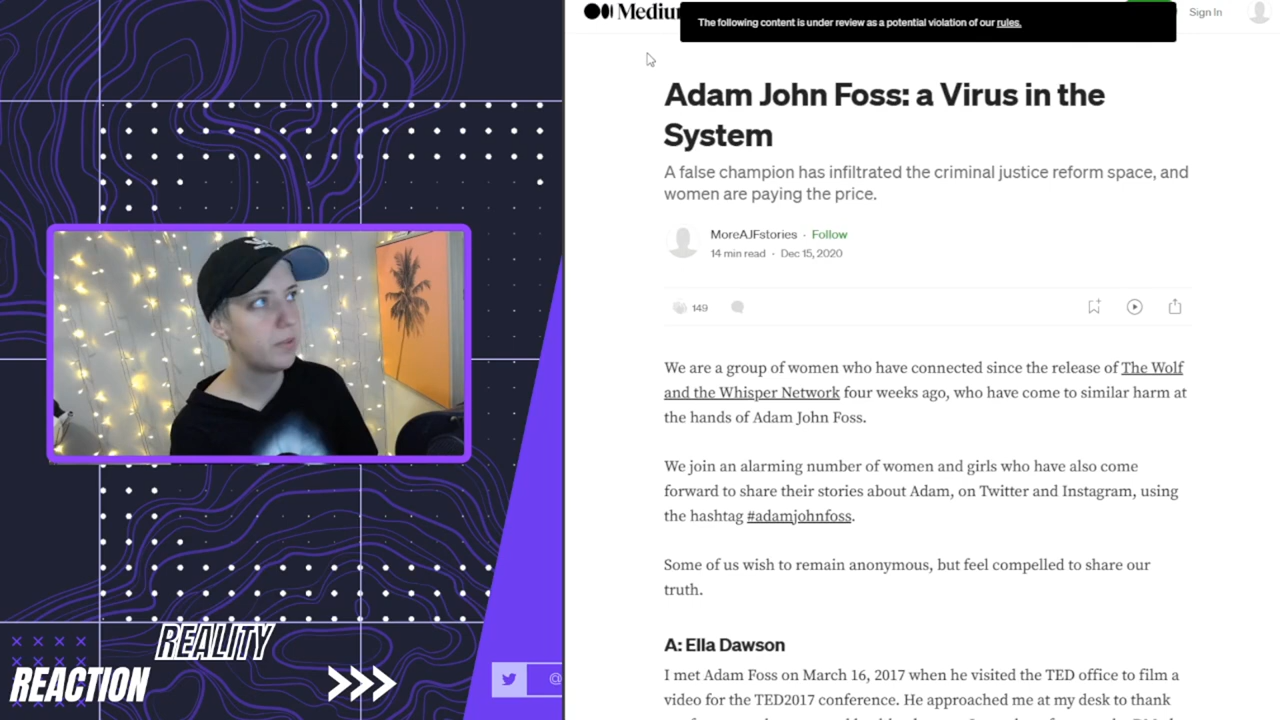 Medium
The following content is under review as a potential violation of our rules.
Sign In
Adam John Foss: a Virus in the
System
A false champion has infiltrated the criminal justice reform space, and
women are paying the price.
MoreAJFstories · Follow
14 min read · Dec 15, 2020
149
We are a group of women who have connected since the release of The Wolf
and the Whisper Network four weeks ago, who have come to similar harm at
the hands of Adam John Foss.
We join an alarming number of women and girls who have also come
forward to share their stories about Adam, on Twitter and Instagram, using
the hashtag #adamjohnfoss.
Some of us wish to remain anonymous, but feel compelled to share our
truth.
A: Ella Dawson
I met Adam Foss on March 16, 2017 when he visited the TED office to film a
video for the TED2017 conference. He approached me at my desk to thank
REALITY
REACTION
@